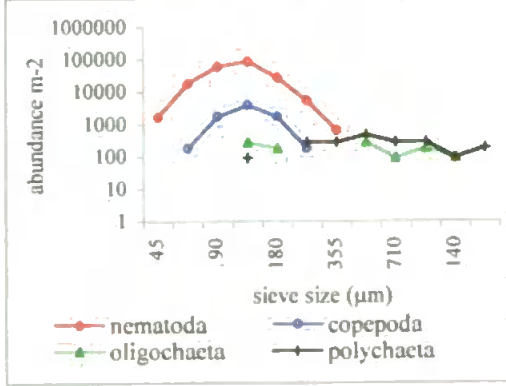 1000000
100000
10000
1000
100
10
1
abundance m-2
45
90
180
355
710
140
sieve size (µm)
nematoda
copepoda
oligochaeta
polychaeta